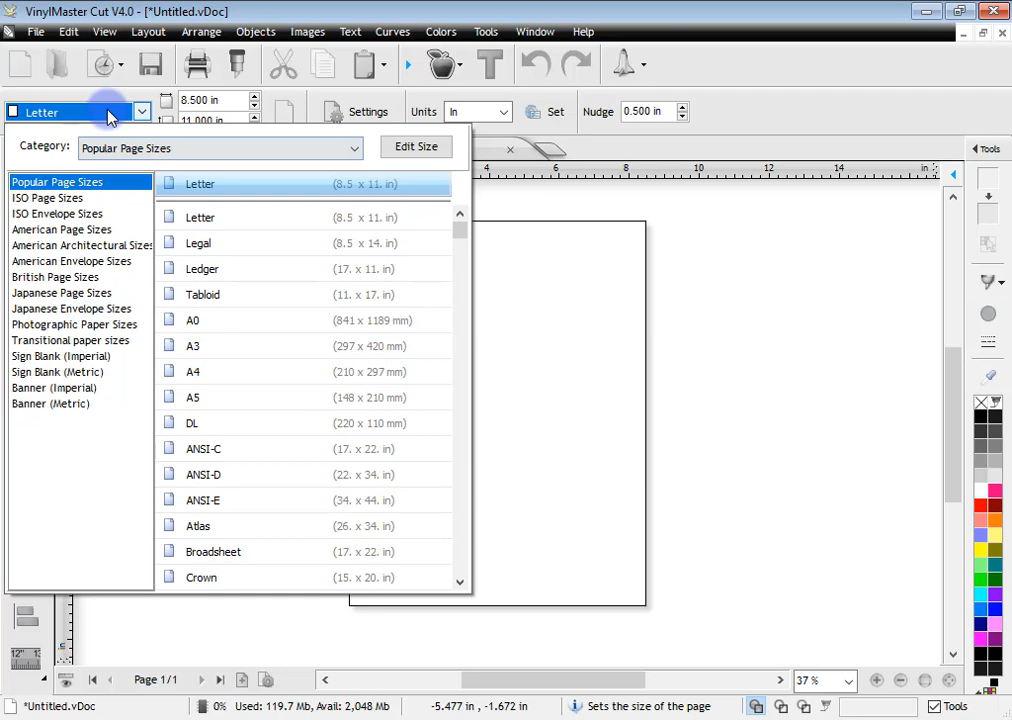 VinylMaster Cut V4.0 - [*Untitled.vDoc]
File Edit View Layout Arrange Objects Images Text Curves Colors Tools Window Help
Letter 8.500 in 11.000 in Settings Units In Set Nudge 0.500 in
Category: Popular Page Sizes Edit Size
Tools
4 6 8 10 12 14 in
Popular Page Sizes
ISO Page Sizes
ISO Envelope Sizes
American Page Sizes
American Architectural Sizes
American Envelope Sizes
British Page Sizes
Japanese Page Sizes
Japanese Envelope Sizes
Photographic Paper Sizes
Transitional paper sizes
Sign Blank (Imperial)
Sign Blank (Metric)
Banner (Imperial)
Banner (Metric)
Letter (8.5 x 11. in)
Letter (8.5 x 11. in)
Legal (8.5 x 14. in)
Ledger (17. x 11. in)
Tabloid (11. x 17. in)
A0 (841 x 1189 mm)
A3 (297 x 420 mm)
A4 (210 x 297 mm)
A5 (148 x 210 mm)
DL (220 x 110 mm)
ANSI-C (17. x 22. in)
ANSI-D (22. x 34. in)
ANSI-E (34. x 44. in)
Atlas (26. x 34. in)
Broadsheet (17. x 22. in)
Crown (15. x 20. in)
12"
Page 1/1 37 %
*Untitled.vDoc 0% Used: 119.7 Mb, Avail: 2,048 Mb -5.477 in , -1.672 in Sets the size of the page Tools